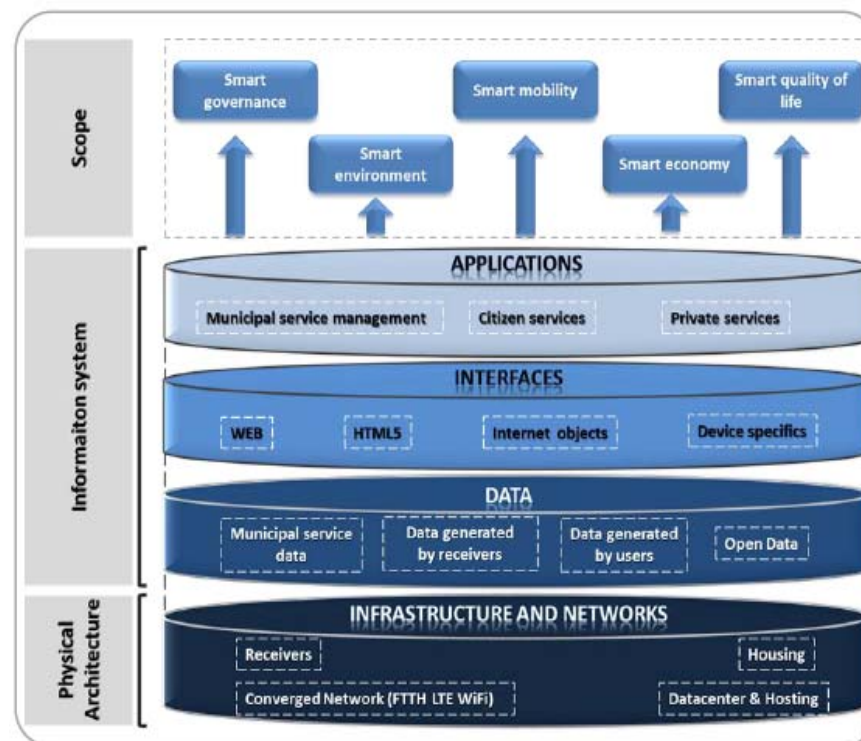 Scope
Smart
governance
Smart mobility
Smart quality of
life
Smart
environment
Smart economy
Informaiton system
APPLICATIONS
Municipal service management
Citizen services
Private services
INTERFACES
WEB
HTML5
Internet objects
Device specifics
DATA
Municipal service
data
Data generated
by receivers
Data generated
by users
Open Data
Physical
Architecture
INFRASTRUCTURE AND NETWORKS
Receivers
Housing
Converged Network (FTTH LTE WiFi)
Datacenter & Hosting